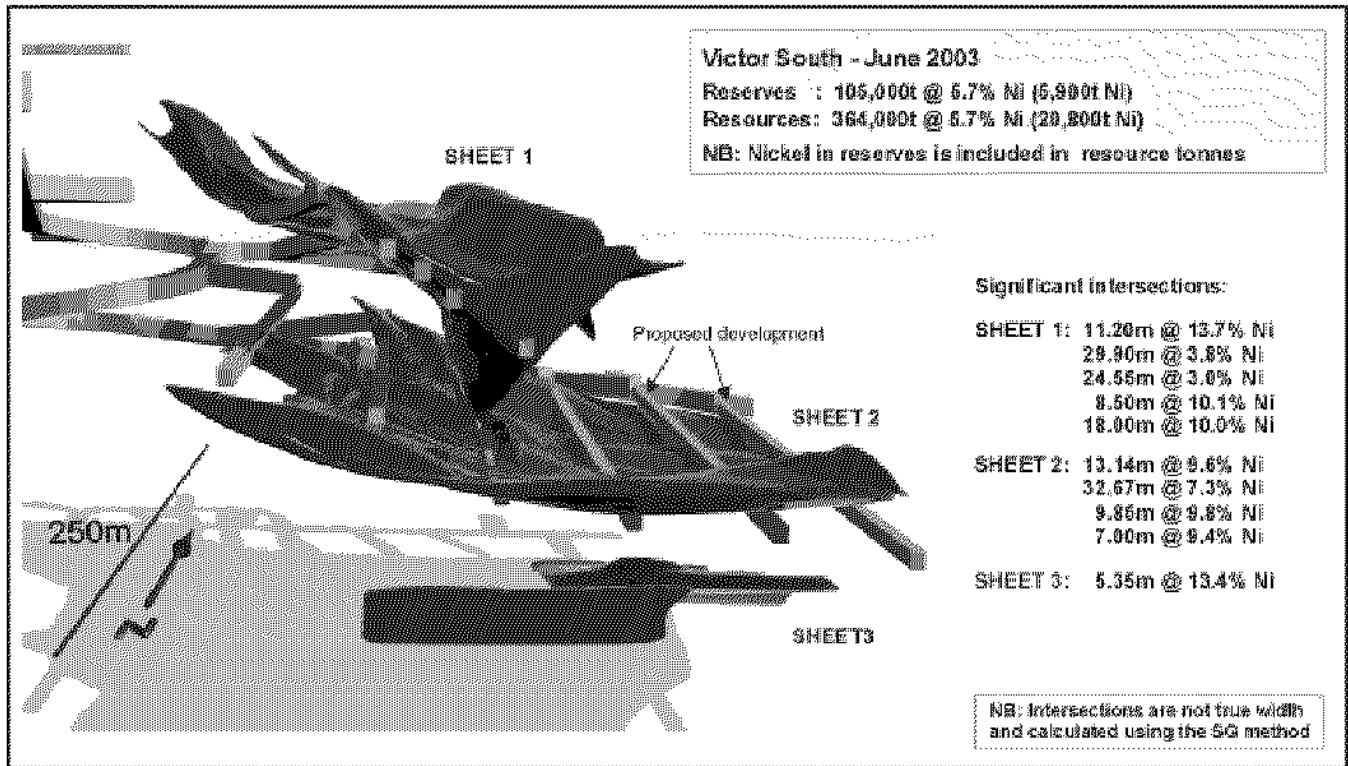 Victor South - June 2003
Reserves : 105,000t @ 5.7% Ni (5,900t Ni)
Resources: 364,000t @ 5.7% Ni (20,800t Ni)
NB: Nickel in reserves is included in resource tonnes
SHEET 1
Significant intersections:
Proposed development
SHEET 1: 11.20m @ 13.7% Ni
29.90m @ 3.8% Ni
24.55m @ 3.0% Ni
8.50m @ 10.1% Ni
18.00m @ 10.0% Ni
SHEET 2
SHEET 2: 13.14m @ 9.6% Ni
32.67m @ 7.3% Ni
9.85m @ 9.8% Ni
7.00m @ 9.4% Ni
250m
N
SHEET 3: 5.35m @ 13.4% Ni
SHEET3
NB: Intersections are not true width
and calculated using the SG method